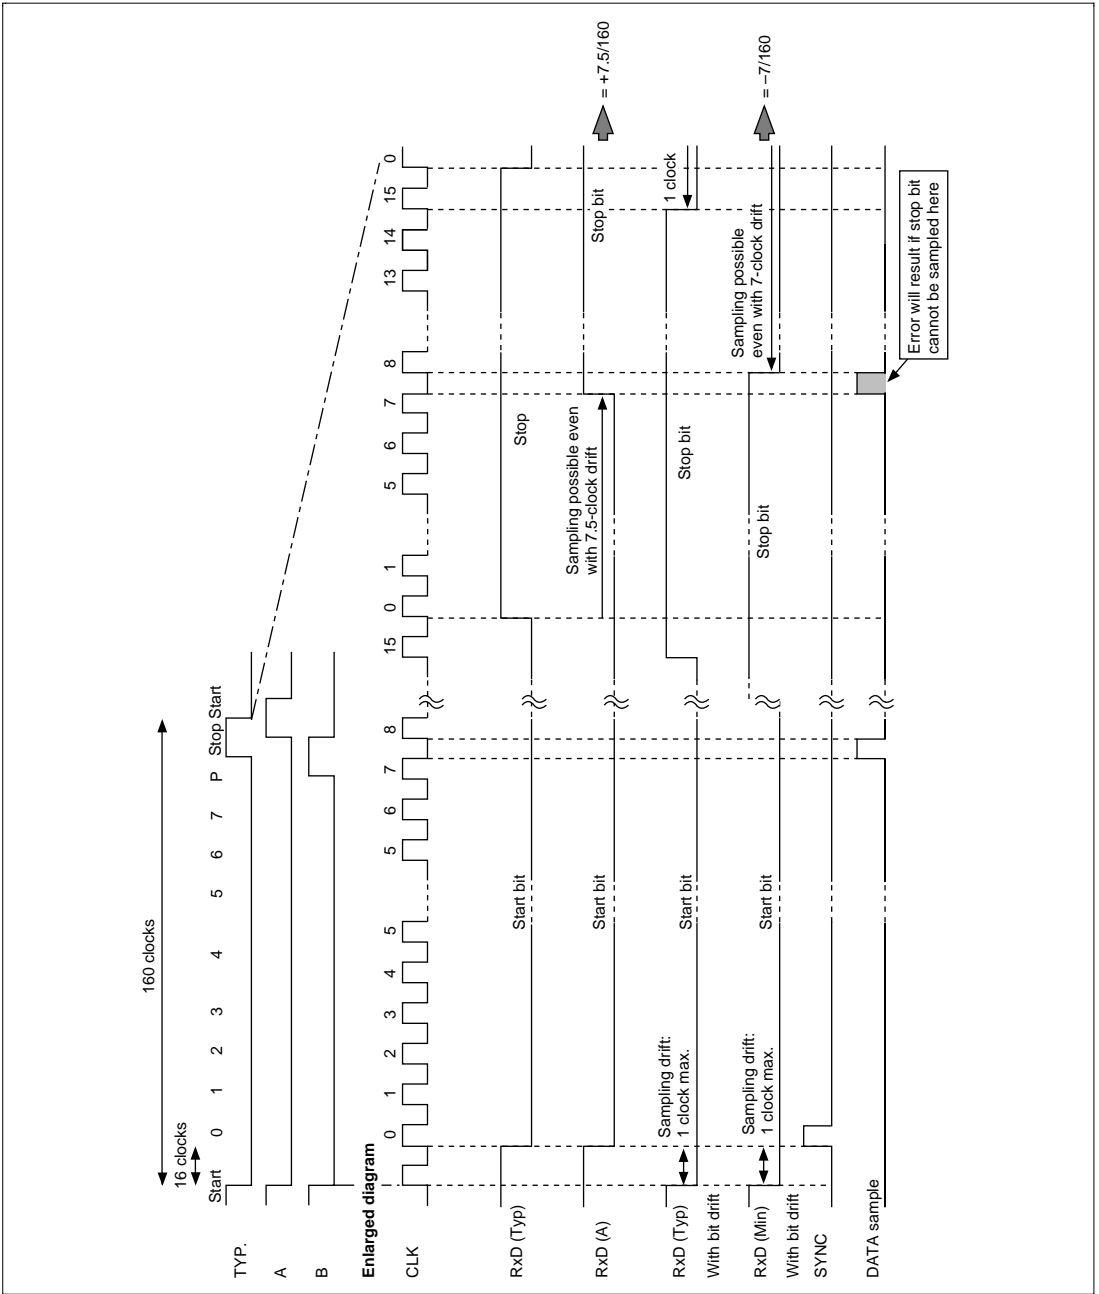 160 clocks
16 clocks
Start 0 1 2 3 4 5 6 7 P Stop Start
TYP.
A
B
Enlarged diagram
0 1 2 3 4 5 5 6 7 8 15 0 1 5 6 7 8 13 14 15 0
CLK
RxD (Typ)
Start bit
Stop
RxD (A)
Start bit
Sampling possible even
with 7.5-clock drift
Stop bit
= +7.5/160
RxD (Typ)
With bit drift
Sampling drift:
1 clock max.
Start bit
Stop bit
1 clock
RxD (Min)
With bit drift
Sampling drift:
1 clock max.
Start bit
Stop bit
Sampling possible
even with 7-clock drift
= –7/160
SYNC
DATA sample
Error will result if stop bit
cannot be sampled here